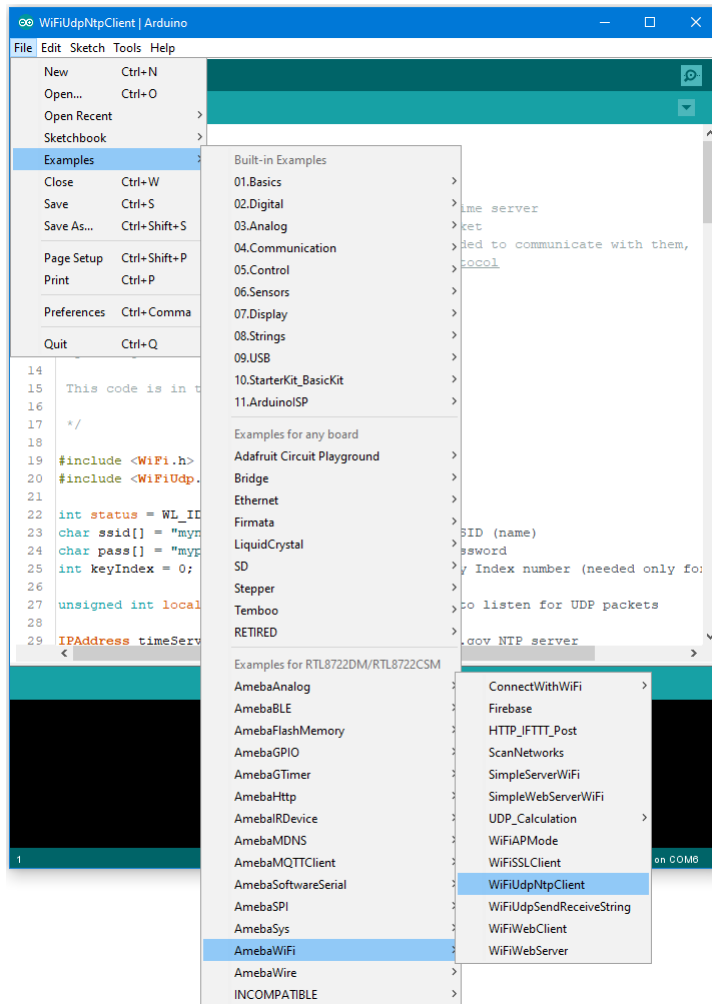 WiFiUdpNtpClient | Arduino
File Edit Sketch Tools Help
New Ctrl+N
Open... Ctrl+O
Open Recent
Sketchbook
Examples
Close Ctrl+W
Save Ctrl+S
Save As... Ctrl+Shift+S
Page Setup Ctrl+Shift+P
Print Ctrl+P
Preferences Ctrl+Comma
Quit Ctrl+Q
Built-in Examples
01.Basics
02.Digital
03.Analog
04.Communication
05.Control
06.Sensors
07.Display
08.Strings
09.USB
10.StarterKit_BasicKit
11.ArduinoISP
Examples for any board
Adafruit Circuit Playground
Bridge
Ethernet
Firmata
LiquidCrystal
SD
Stepper
Temboo
RETIRED
Examples for RTL8722DM/RTL8722CSM
AmebaAnalog
AmebaBLE
AmebaFlashMemory
AmebaGPIO
AmebaGTimer
AmebaHttp
AmebaIRDevice
AmebaMDNS
AmebaMQTTClient
AmebaSoftwareSerial
AmebaSPI
AmebaSys
AmebaWiFi
AmebaWire
INCOMPATIBLE
ConnectWithWiFi
Firebase
HTTP_IFTTT_Post
ScanNetworks
SimpleServerWiFi
SimpleWebServerWiFi
UDP_Calculation
WiFiAPMode
WiFiSSLClient
WiFiUdpNtpClient
WiFiUdpSendReceiveString
WiFiWebClient
WiFiWebServer
ime server
ket
ded to communicate with them,
tocol
14
15 This code is in t
16
17 */
18
19 #include <WiFi.h>
20 #include <WiFiUdp.
21
22 int status = WL_ID
23 char ssid[] = "myn SSID (name)
24 char pass[] = "myp ssword
25 int keyIndex = 0; y Index number (needed only fo
26
27 unsigned int local to listen for UDP packets
28
29 IPAddress timeServ .gov NTP server
1 on COM6